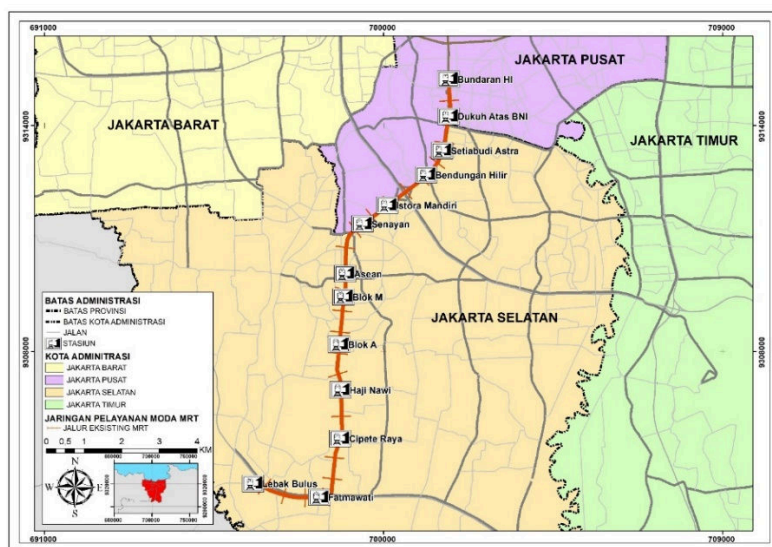 691000
700000
709000
JAKARTA PUSAT
Bundaran HI
Dukuh Atas BNI
JAKARTA BARAT
JAKARTA TIMUR
9314000
9314000
Setiabudi Astra
Bendungan Hilir
Istora Mandiri
Senayan
Asean
Blok M
JAKARTA SELATAN
Blok A
Haji Nawi
Cipete Raya
Lebak Bulus
Fatmawati
BATAS ADMINISTRASI
BATAS PROVINSI
BATAS KOTA ADMINISTRASI
JALAN
STASIUN
KOTA ADMINITRASI
JAKARTA BARAT
JAKARTA PUSAT
JAKARTA SELATAN
JAKARTA TIMUR
JARINGAN PELAYANAN MODA MRT
JALUR EKSISTING MRT
0 0.5 1 2 3 4
KM
N
W E
S
691000
700000
709000